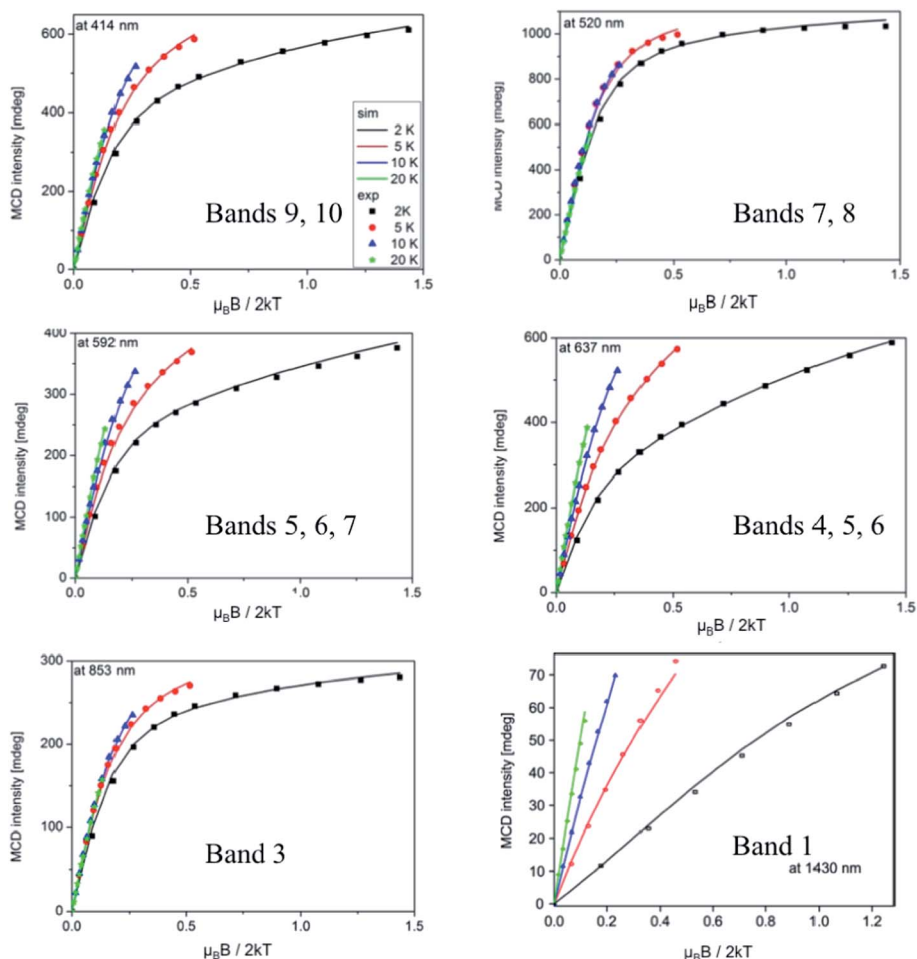 at 414 nm
600
400
200
0
MCD intensity [mdeg]
sim
2 K
5 K
10 K
20 K
exp
2K
5 K
10 K
20 K
Bands 9, 10
0.0
0.5
1.0
1.5
μBB / 2kT
at 520 nm
1000
800
600
400
200
0
MCD intensity [mdeg]
Bands 7, 8
0.0
0.5
1.0
1.5
μBB / 2kT
at 592 nm
400
300
200
100
0
MCD intensity [mdeg]
Bands 5, 6, 7
0.0
0.5
1.0
1.5
μBB / 2kT
at 637 nm
600
400
200
0
MCD intensity [mdeg]
Bands 4, 5, 6
0.0
0.5
1.0
1.5
μBB / 2kT
at 853 nm
300
200
100
0
MCD intensity [mdeg]
Band 3
0.0
0.5
1.0
1.5
μBB / 2kT
70
60
50
40
30
20
10
0
MCD intensity [mdeg]
Band 1
at 1430 nm
0.0
0.2
0.4
0.6
0.8
1.0
1.2
μBB / 2kT